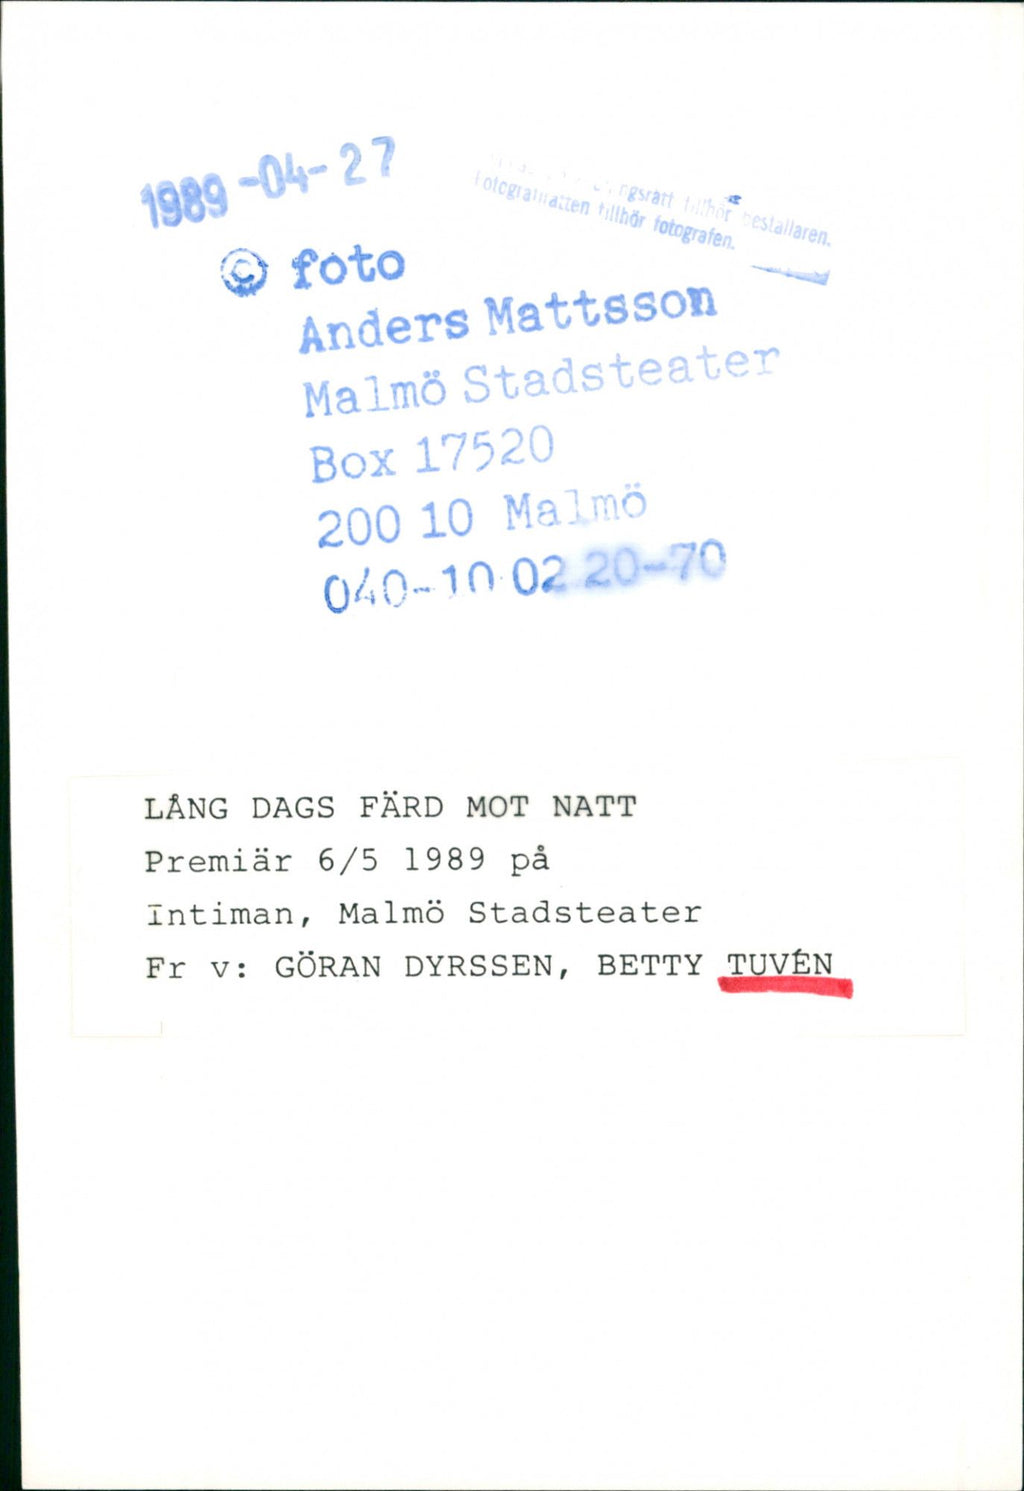 1989-04-27
tillhör beställaren.
tillhör fotografen.
© foto
Anders Mattsson
Malmö Stadsteater
Box 17520
200 10 Malmö
040-10 02 20-70
LÅNG DAGS FÄRD MOT NATT
Premiär 6/5 1989 på
Intiman, Malmö Stadsteater
Fr v: GÖRAN DYRSSEN, BETTY TUVÉN